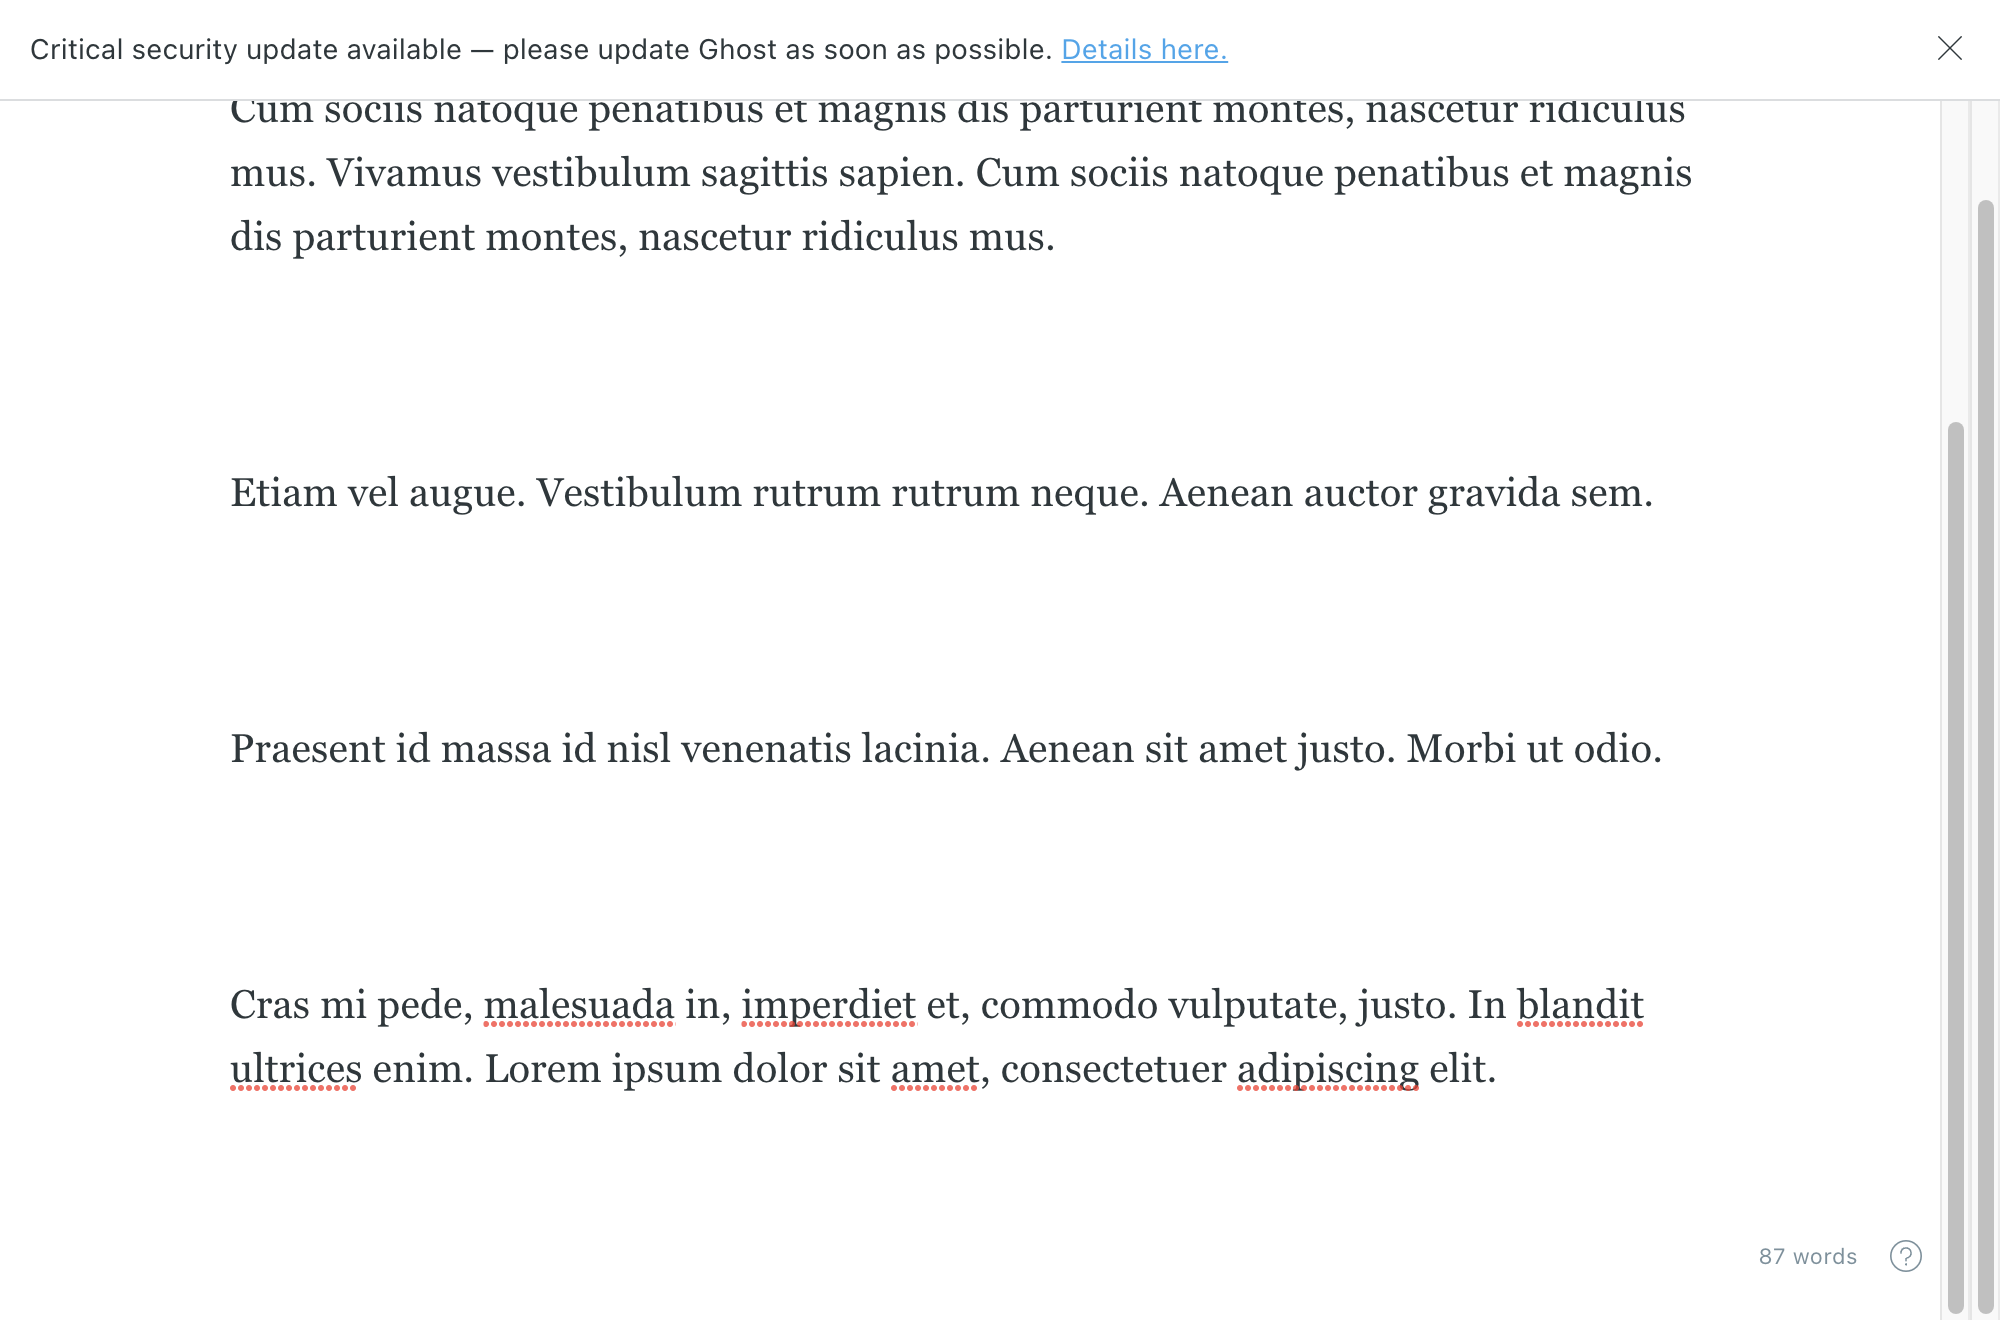 Critical security update available — please update Ghost as soon as possible. Details here.
Cum sociis natoque penatibus et magnis dis parturient montes, nascetur ridiculus
mus. Vivamus vestibulum sagittis sapien. Cum sociis natoque penatibus et magnis
dis parturient montes, nascetur ridiculus mus.
Etiam vel augue. Vestibulum rutrum rutrum neque. Aenean auctor gravida sem.
Praesent id massa id nisl venenatis lacinia. Aenean sit amet justo. Morbi ut odio.
Cras mi pede, malesuada in, imperdiet et, commodo vulputate, justo. In blandit
ultrices enim. Lorem ipsum dolor sit amet, consectetuer adipiscing elit.
87 words ?